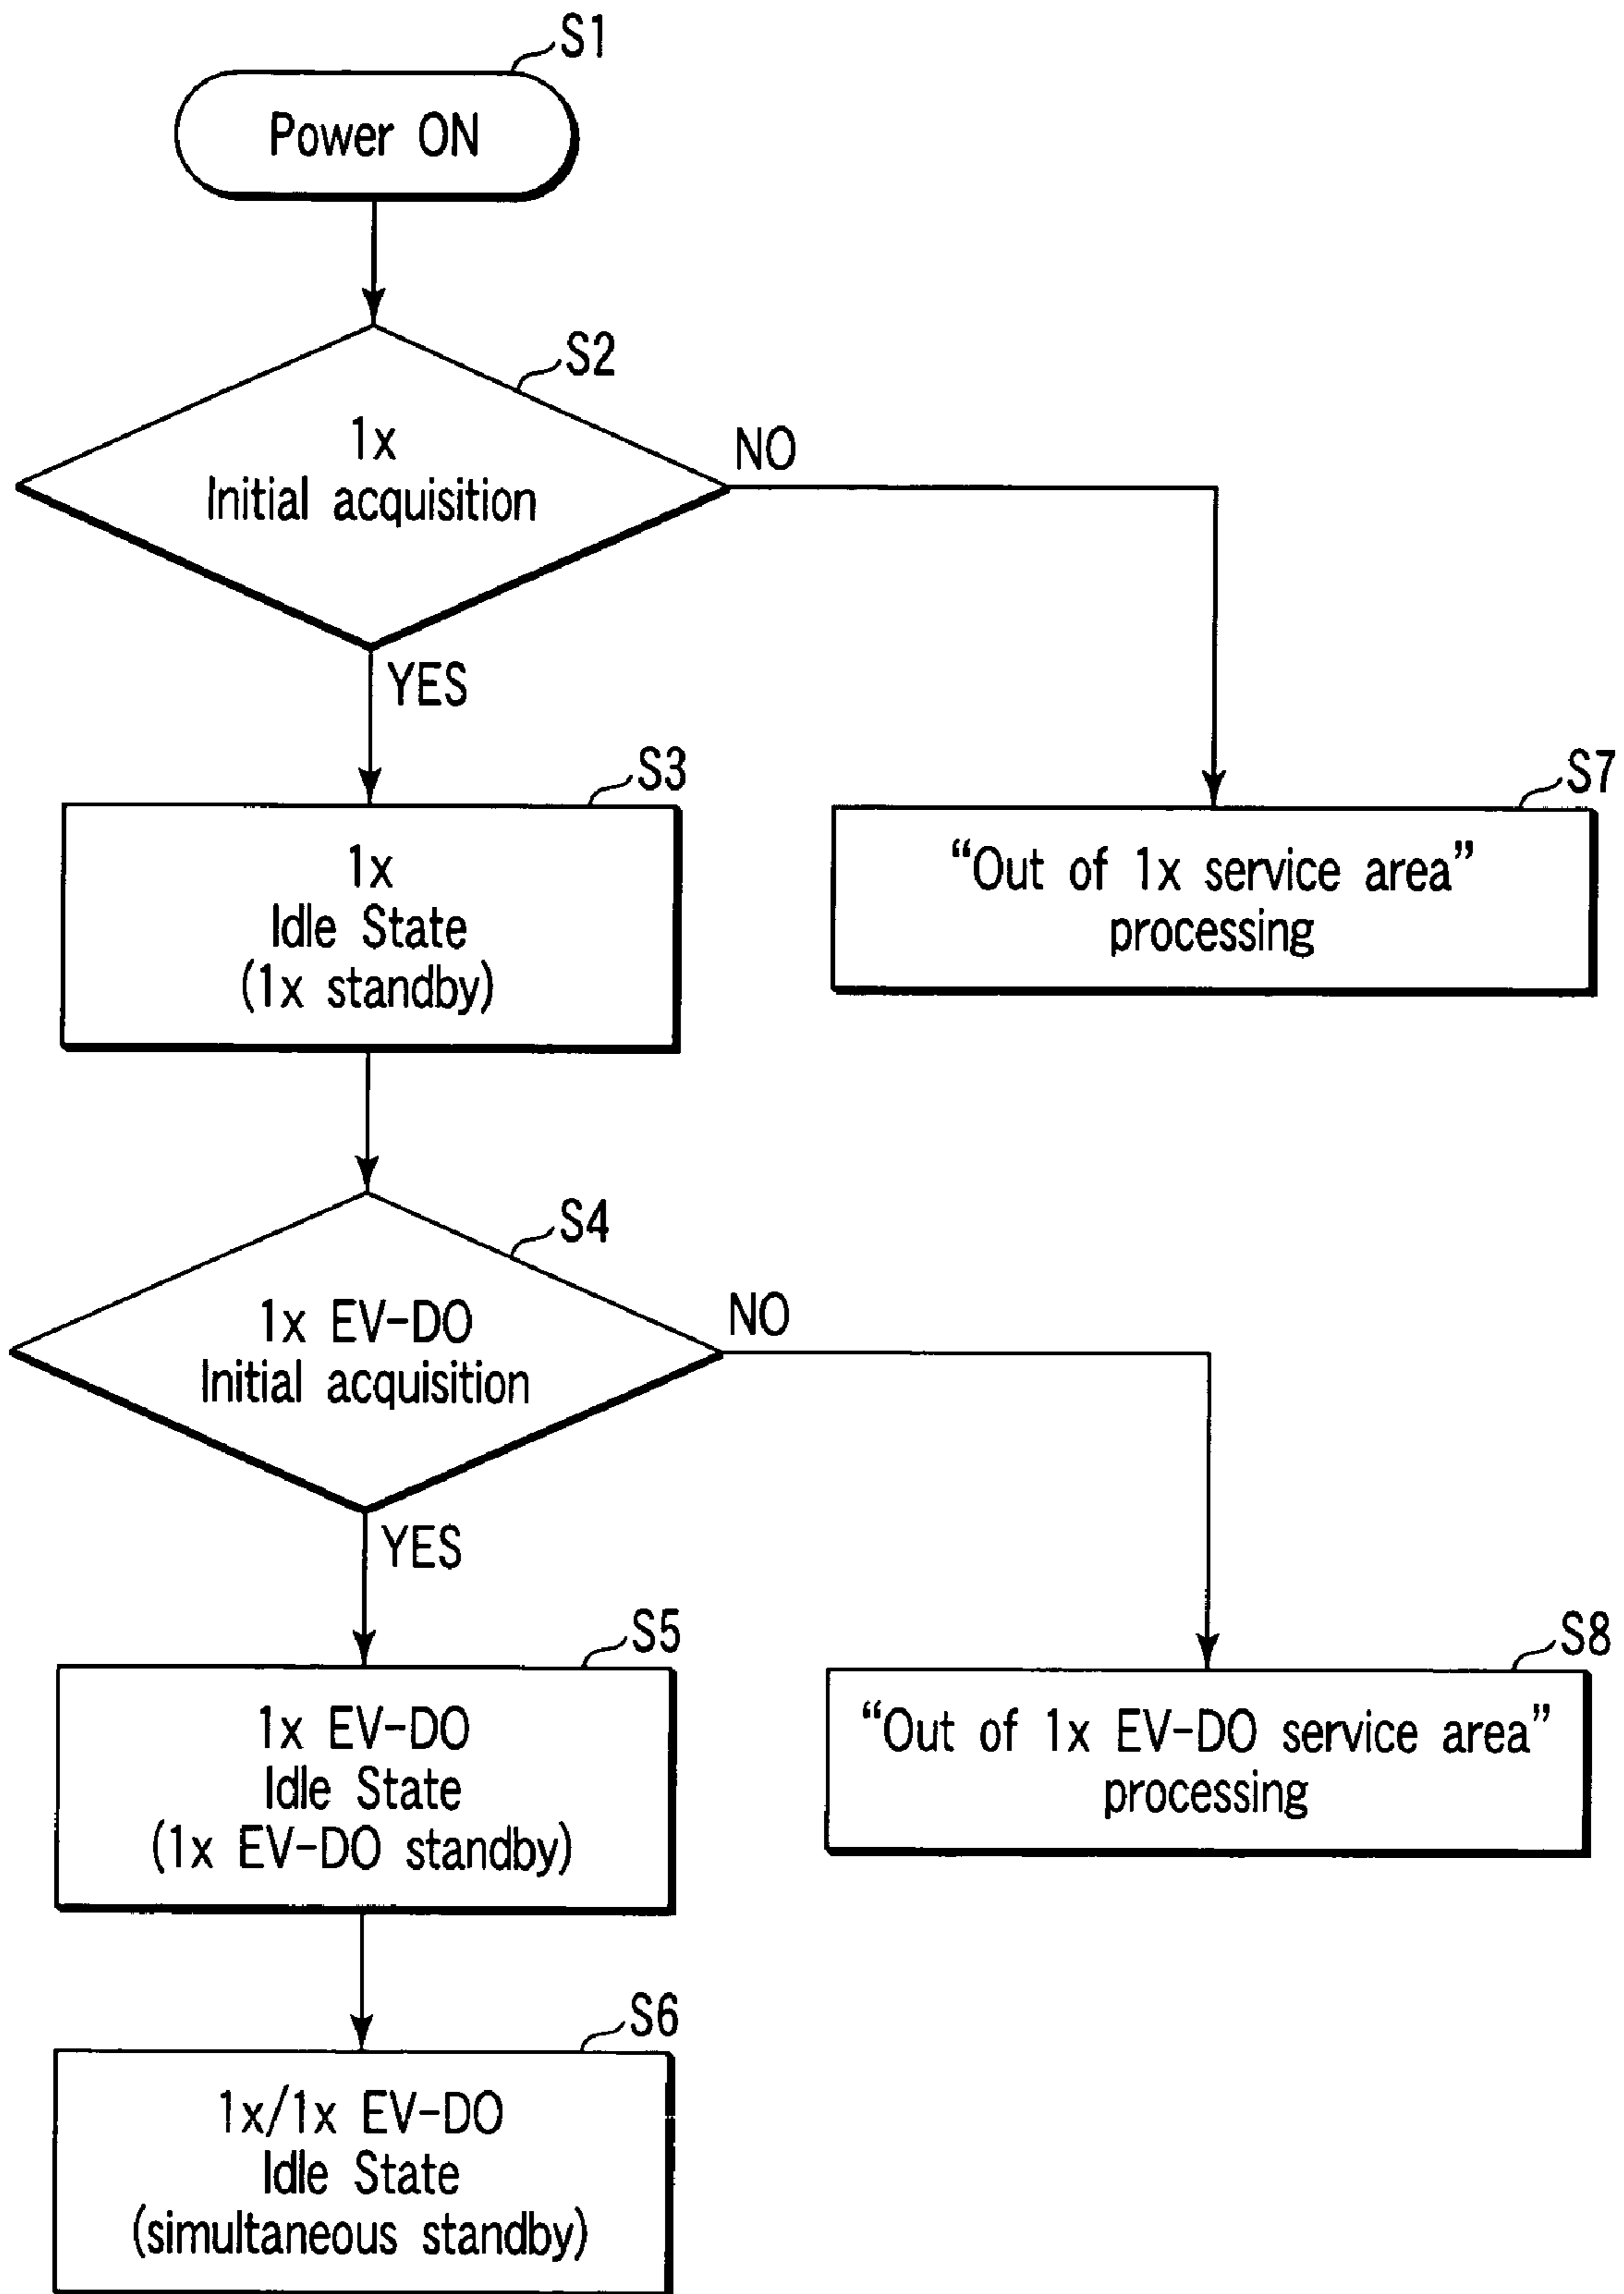 S1
Power ON
S2
1x
Initial acquisition
NO
YES
S3
1x
Idle State
(1x standby)
S7
“Out of 1x service area”
processing
S4
1x EV-DO
Initial acquisition
NO
YES
S5
1x EV-DO
Idle State
(1x EV-DO standby)
S8
“Out of 1x EV-DO service area”
processing
S6
1x/1x EV-DO
Idle State
(simultaneous standby)